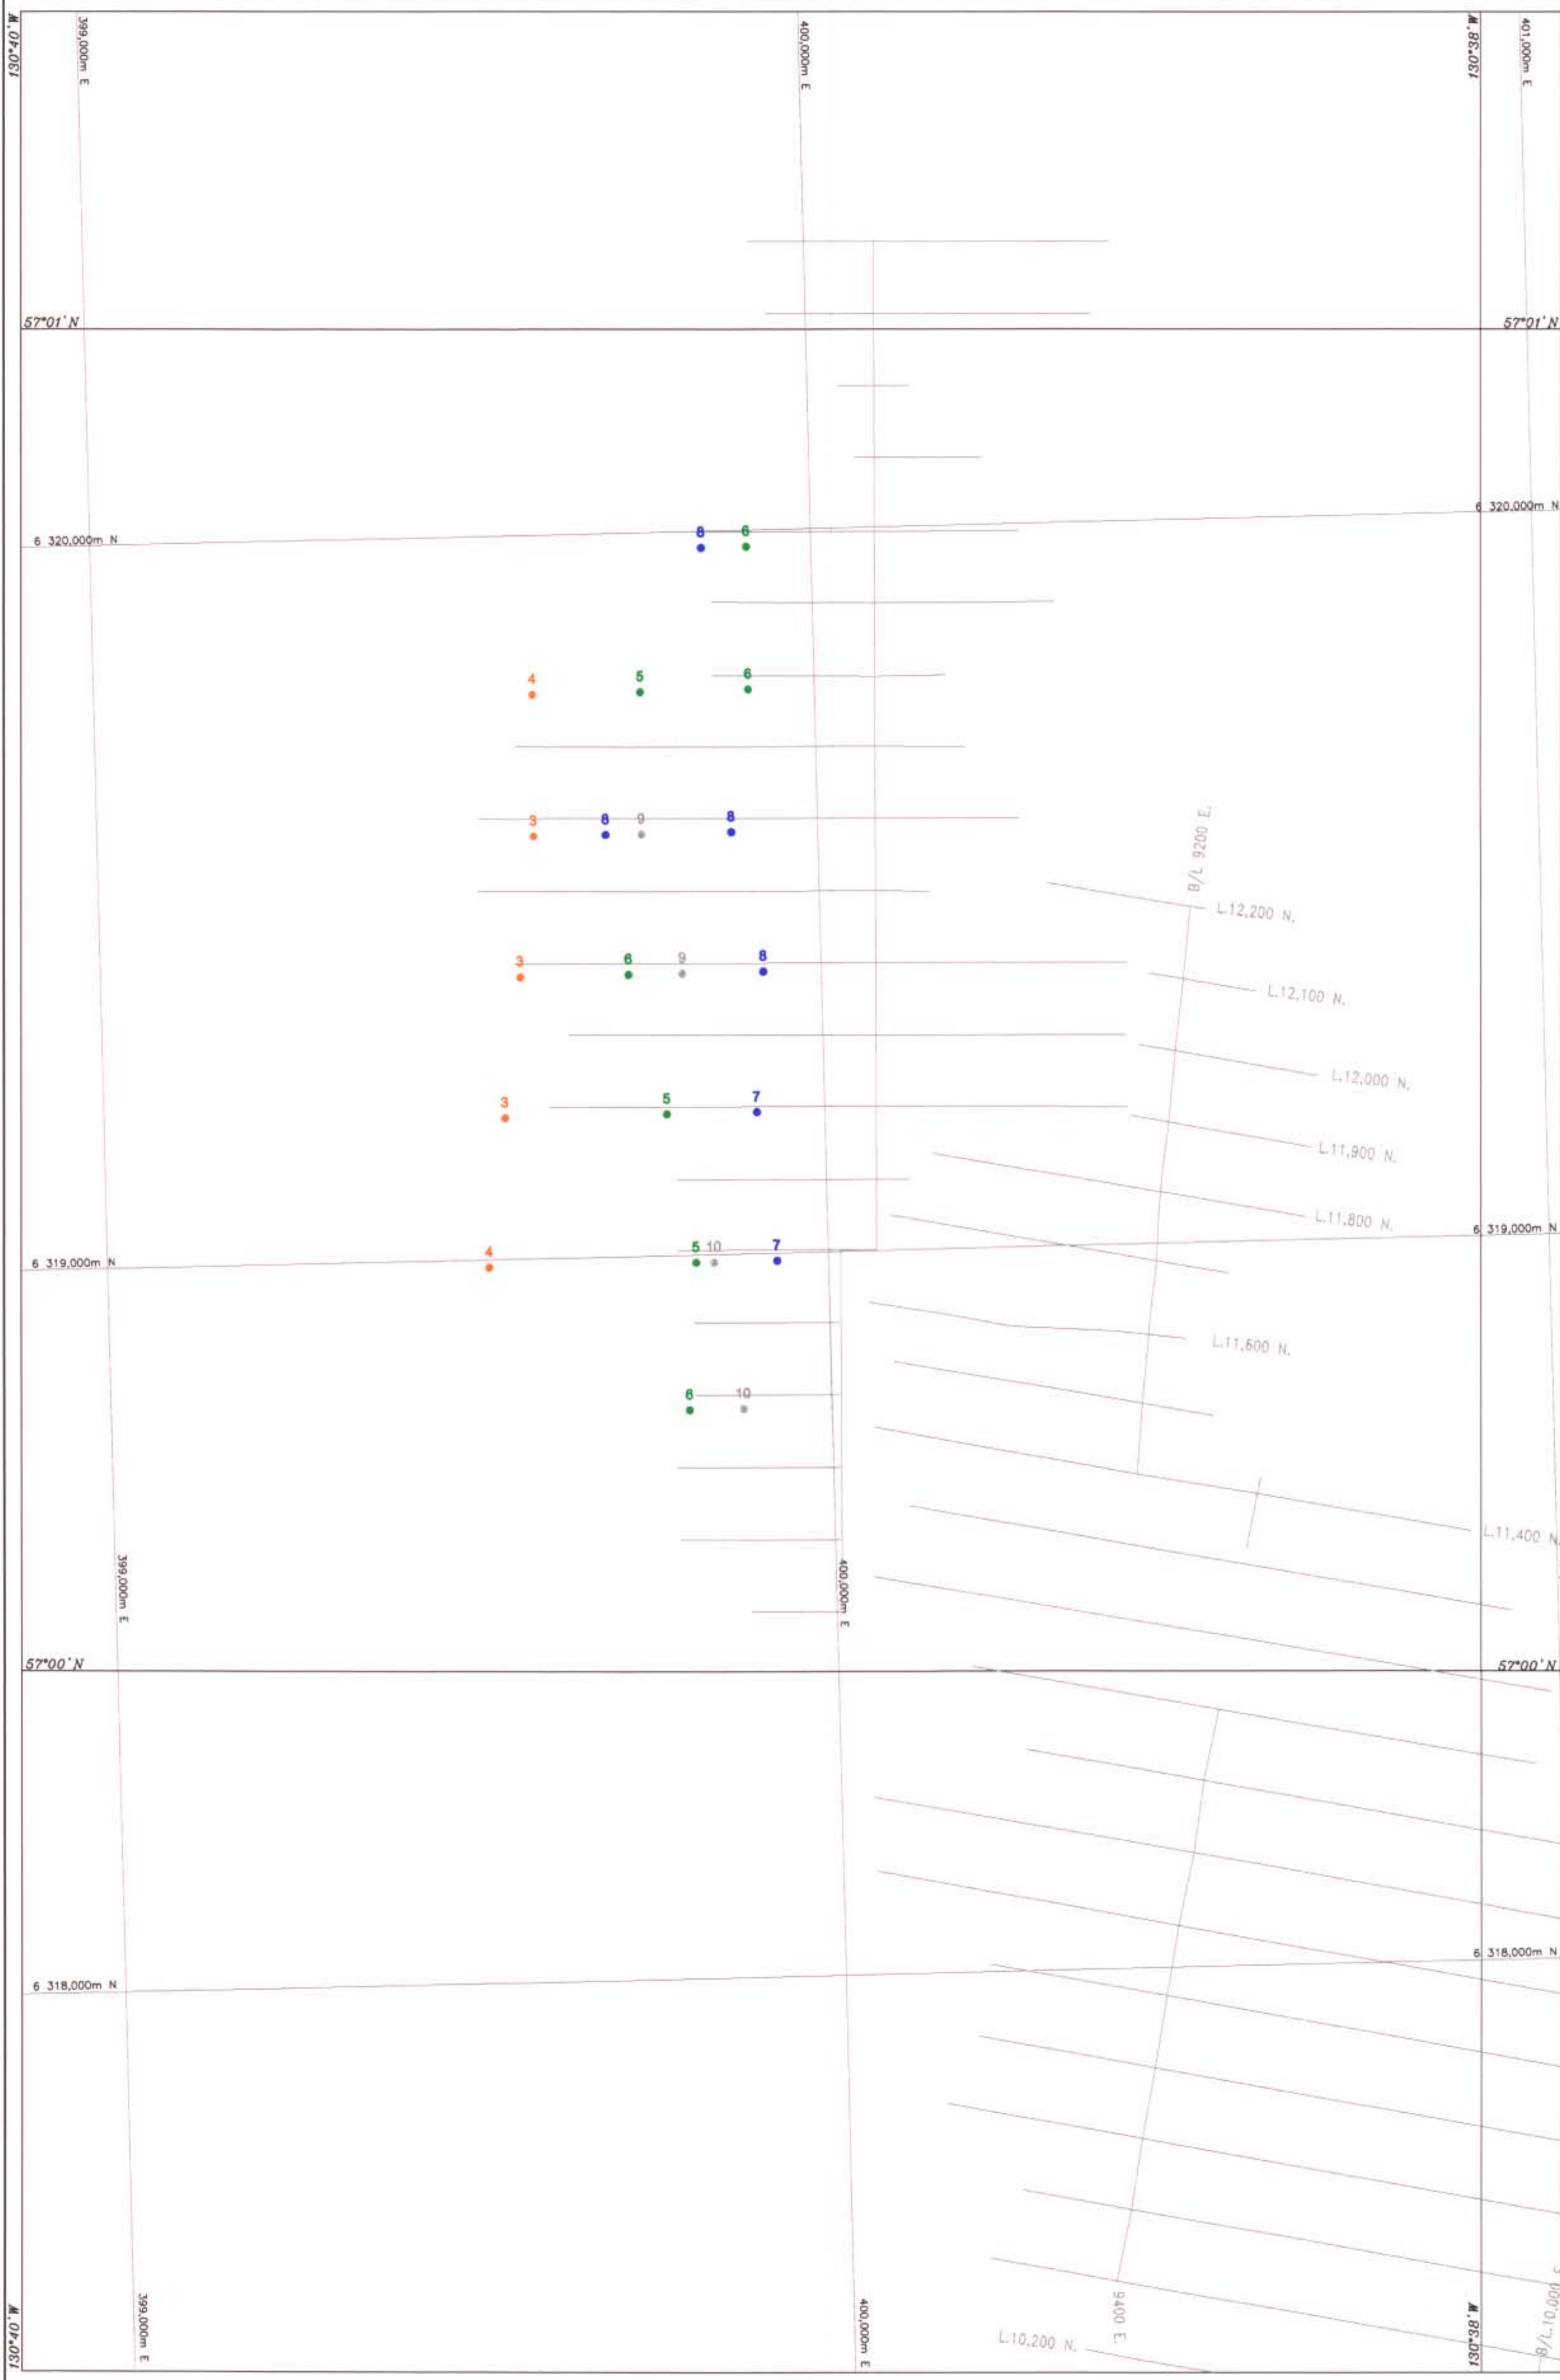 130°40' W
399,000m E
400,000m E
130°38' W
401,000m E
57°01' N
57°01' N
6 320,000m N
6 320,000m N
8 6
4 5 6
3 8 9 8
B/L 9200 E.
L.12,200 N.
3 6 9 8
L.12,100 N.
L.12,000 N.
3 5 7
L.11,900 N.
L.11,800 N.
6 319,000m N
4 5 10 7
6 319,000m N
L.11,600 N.
6 10
L.11,400 N.
399,000m E
400,000m E
57°00' N
57°00' N
6 318,000m N
6 318,000m N
130°40' W
399,000m E
400,000m E
9400 E.
L.10,200 N.
130°38' W
B/L.10,000